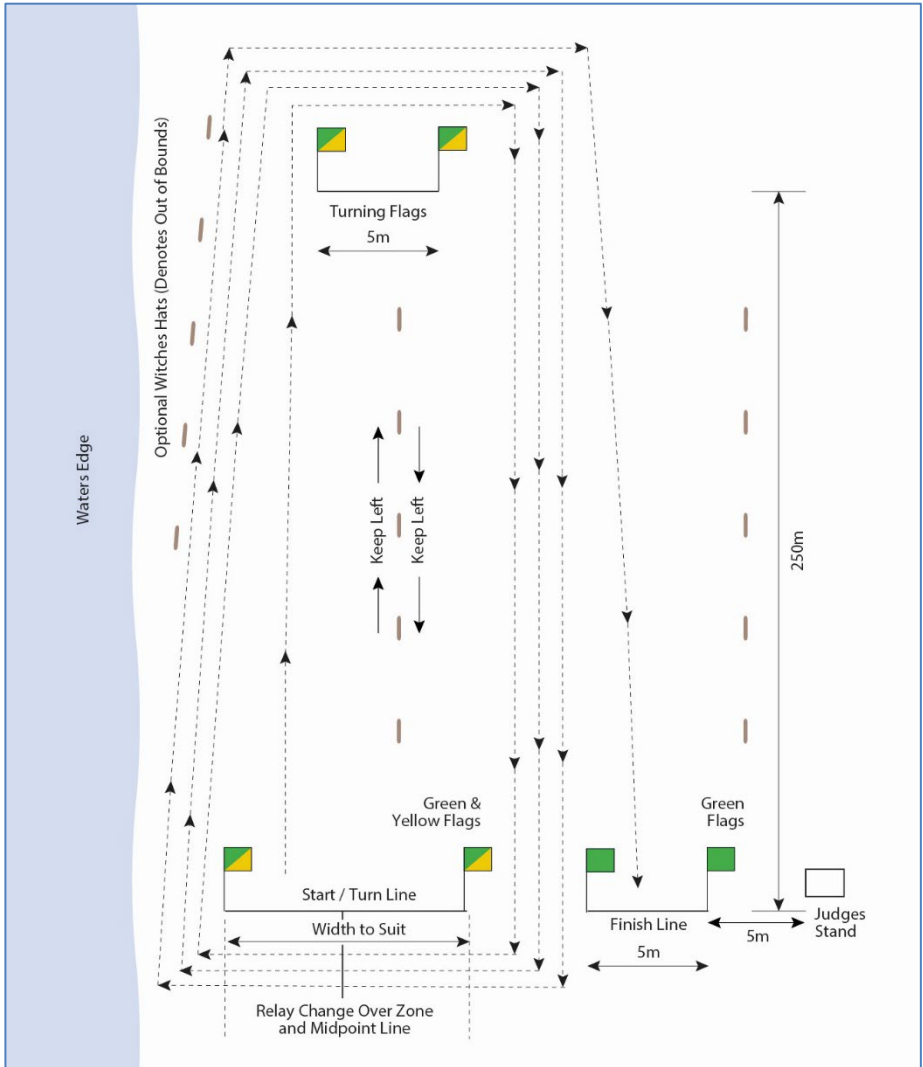 Waters Edge
Optional Witches Hats (Denotes Out of Bounds)
Turning Flags
5m
Keep Left
Keep Left
250m
Green &
Yellow Flags
Green
Flags
Start / Turn Line
Width to Suit
Finish Line
5m
5m
Judges
Stand
Relay Change Over Zone
and Midpoint Line